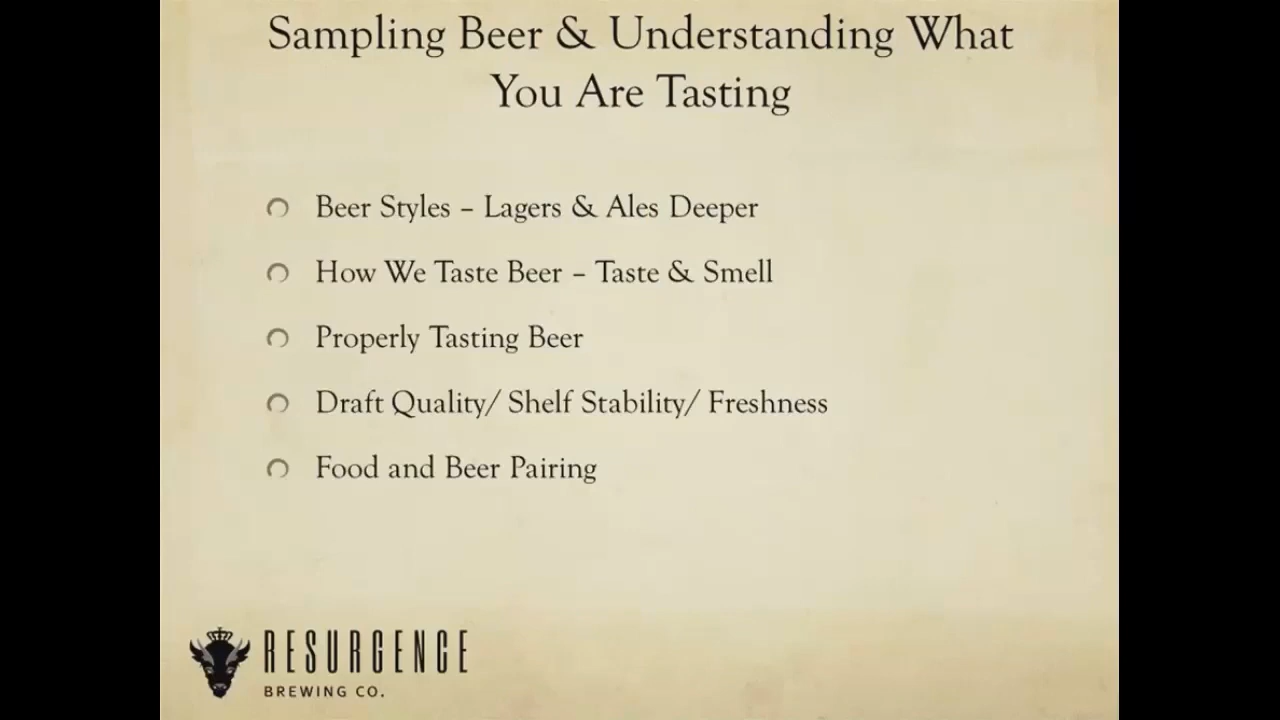 Sampling Beer & Understanding What
You Are Tasting
Beer Styles – Lagers & Ales Deeper
How We Taste Beer – Taste & Smell
Properly Tasting Beer
Draft Quality/ Shelf Stability/ Freshness
Food and Beer Pairing
RESURGENCE
BREWING CO.